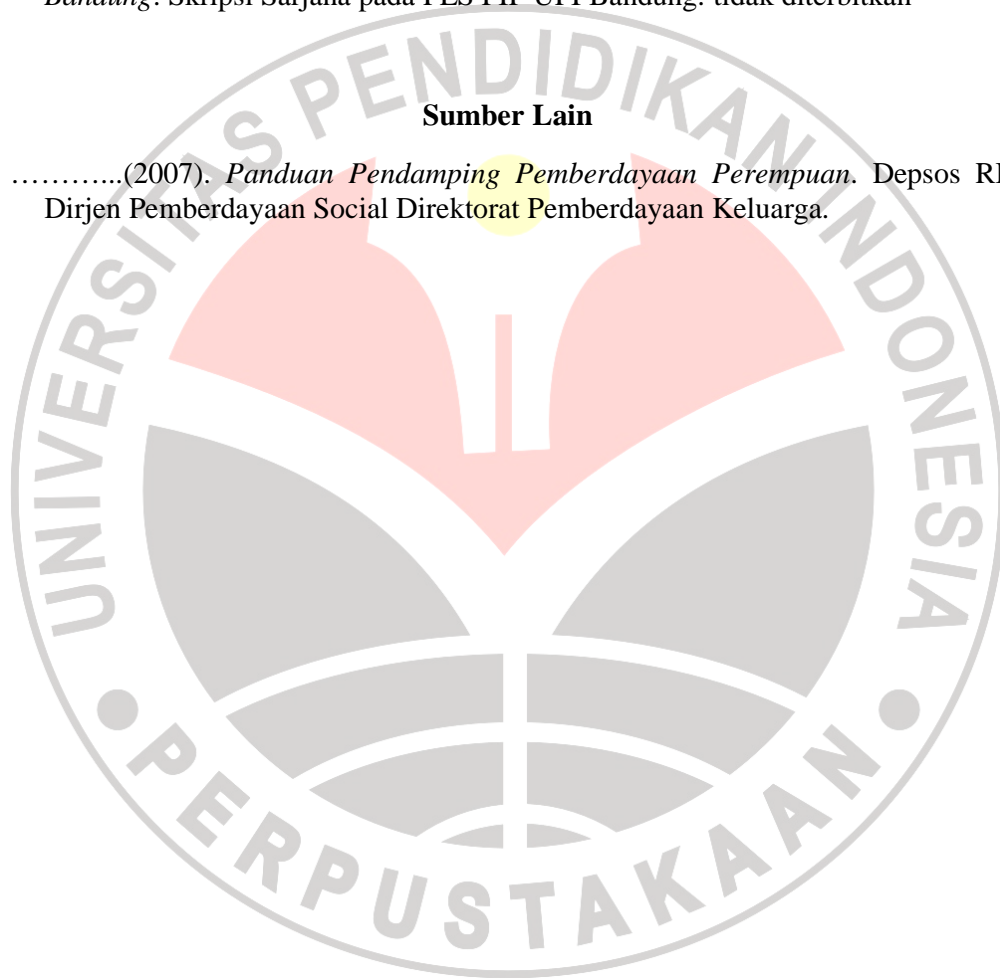 Bandung. Skripsi Sarjana pada PLS FIP UPI Bandung: tidak diterbitkan
Sumber Lain
………...(2007). Panduan Pendamping Pemberdayaan Perempuan. Depsos RI
Dirjen Pemberdayaan Social Direktorat Pemberdayaan Keluarga.
UNIVERSITAS PENDIDIKAN INDONESIA
• PERPUSTAKAAN •